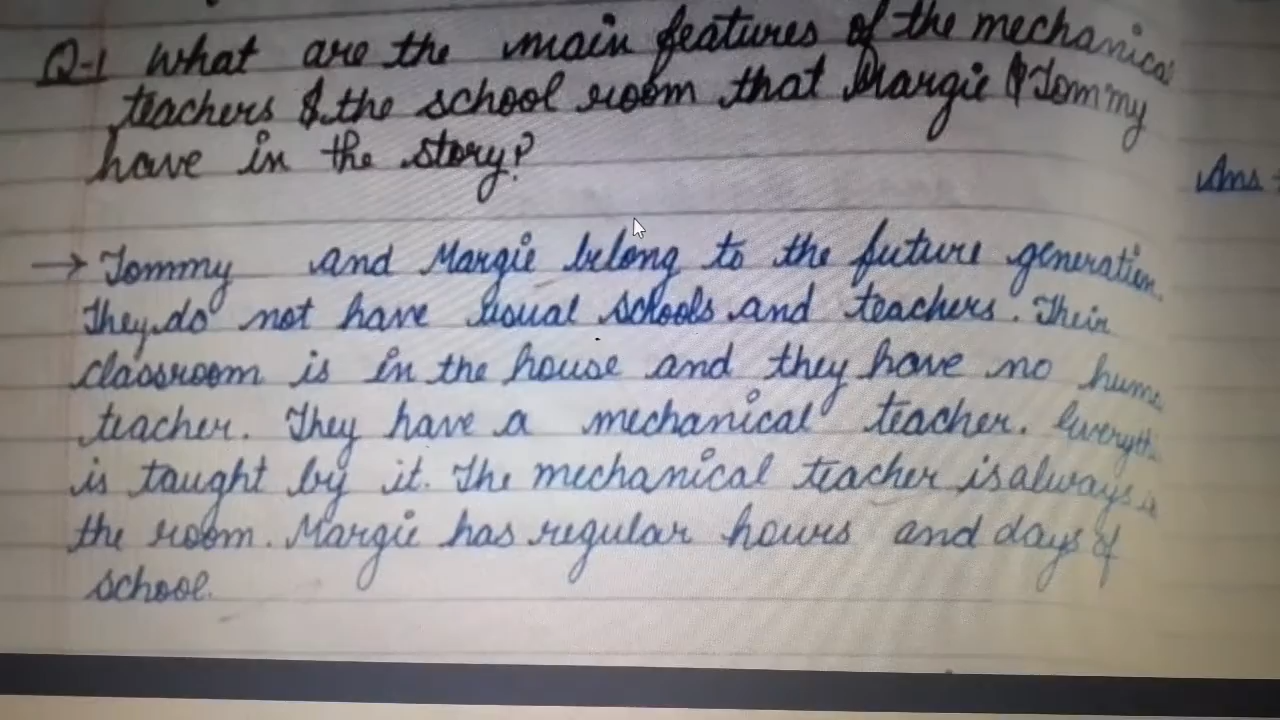 Q-1 What are the main features of the mechanical
teachers & the school room that Margie & Tommy
have in the story?
Ans
→ Tommy and Margie belong to the future generation.
They do not have usual schools and teachers. Their
classroom is in the house and they have no
teacher. They have a mechanical teacher.
is taught by it. The mechanical teacher is always
the room. Margie has regular hours and days of
school.